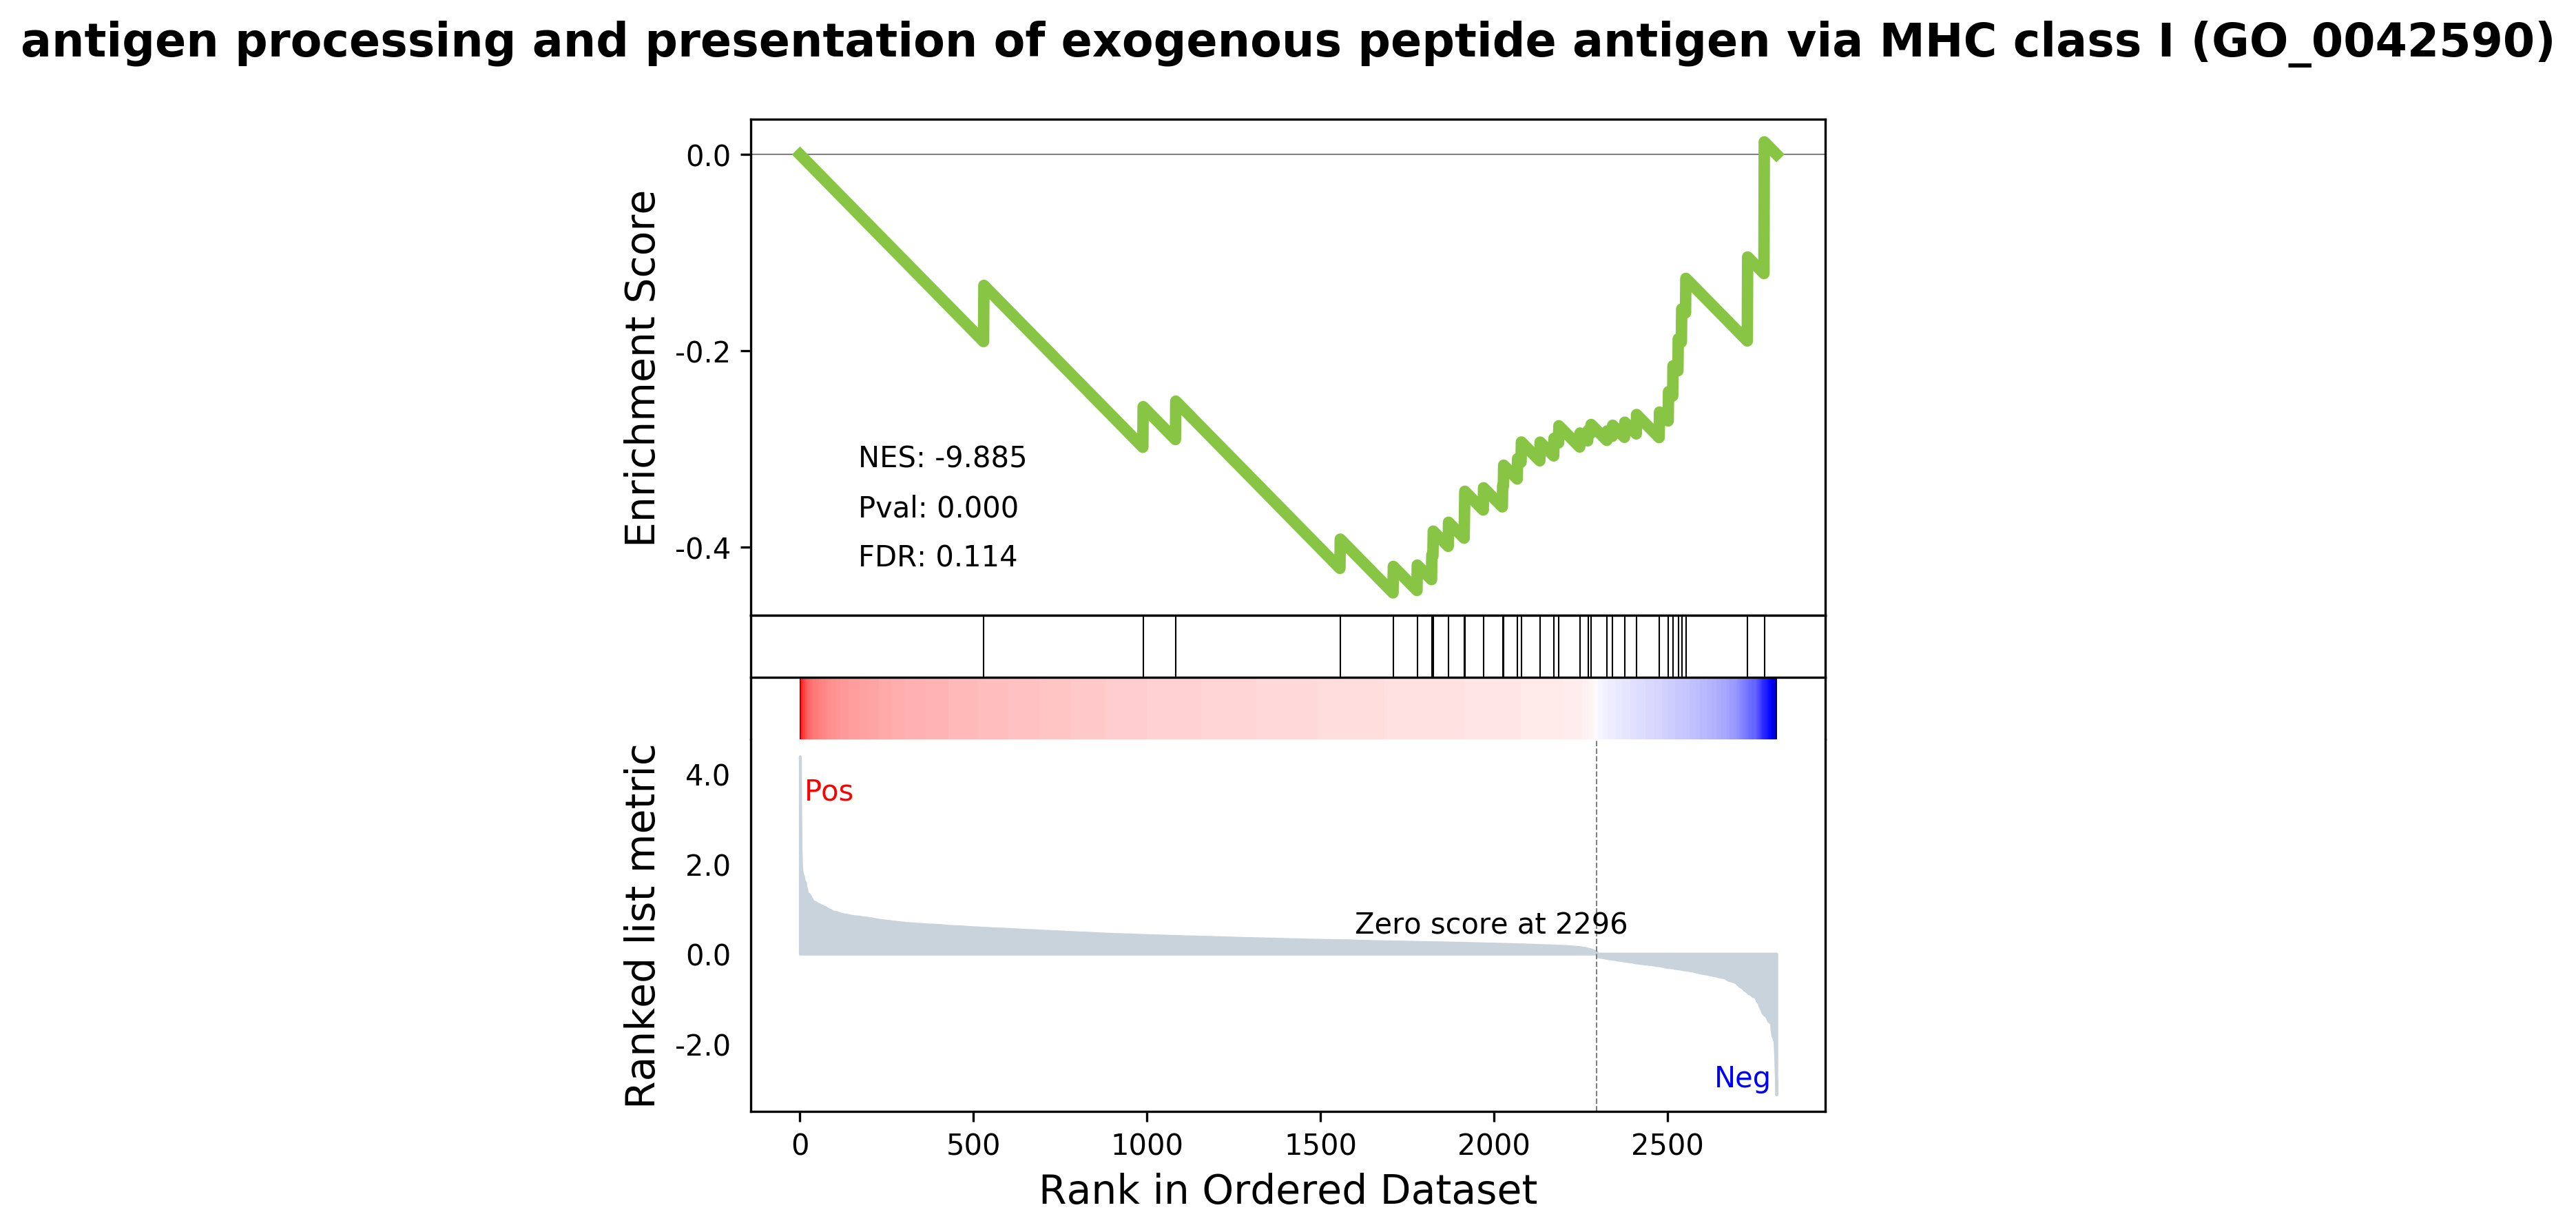 antigen processing and presentation of exogenous peptide antigen via MHC class I (GO_0042590)
Enrichment Score
0.0
-0.2
-0.4
NES: -9.885
Pval: 0.000
FDR: 0.114
Ranked list metric
4.0
2.0
0.0
-2.0
Pos
Zero score at 2296
Neg
0 500 1000 1500 2000 2500
Rank in Ordered Dataset